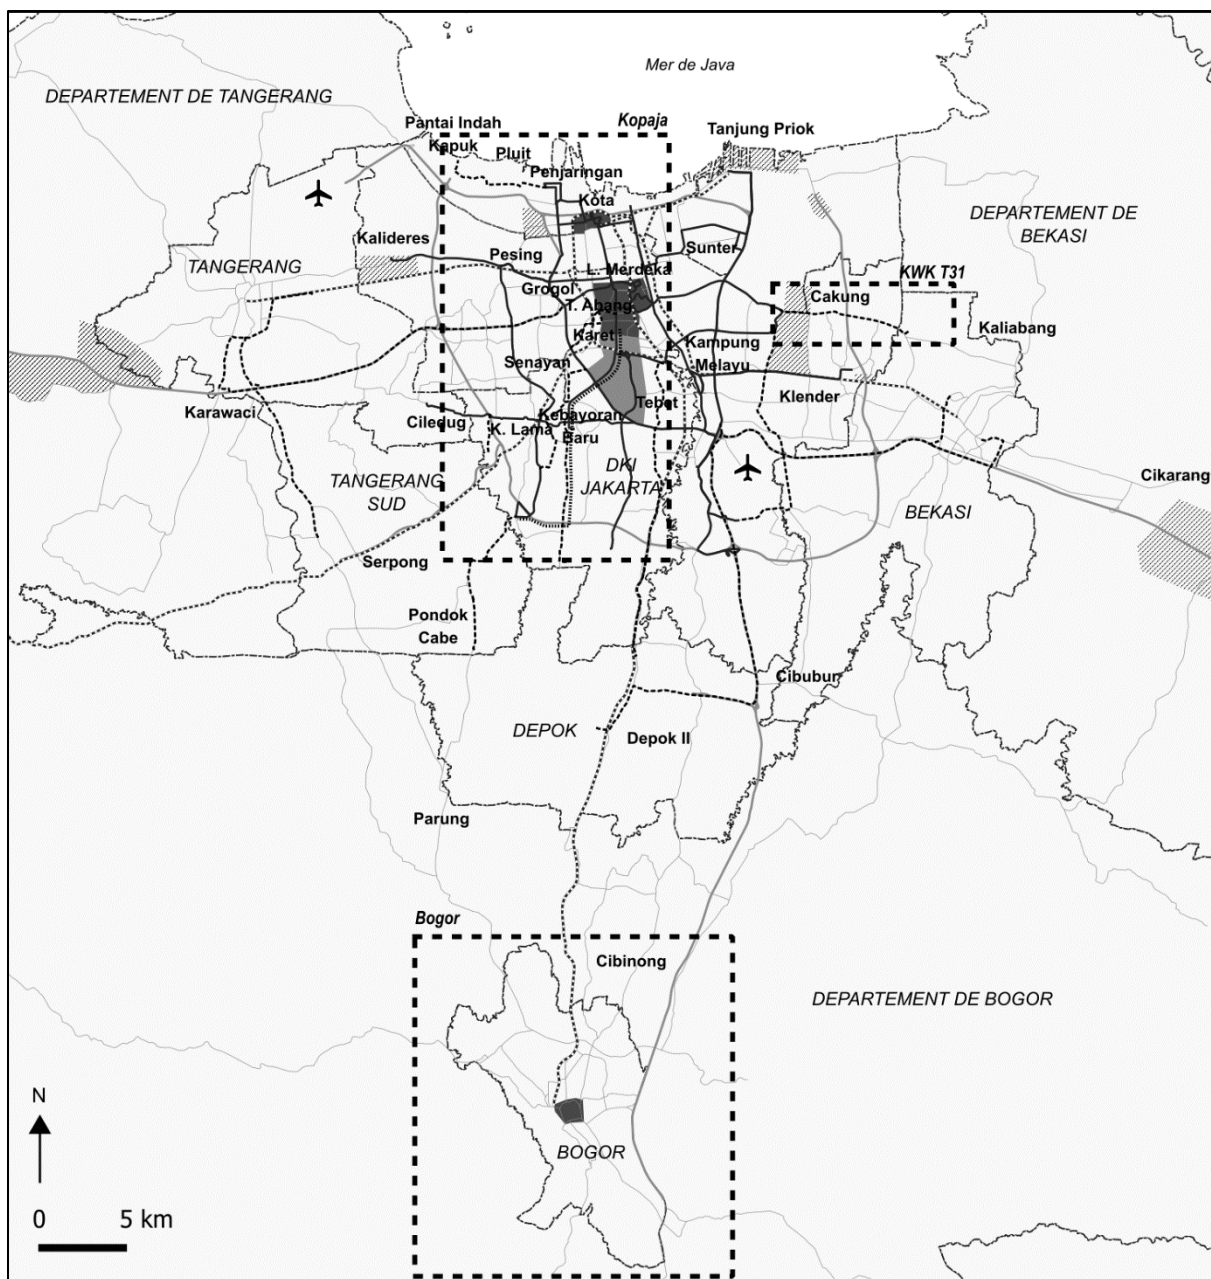 Mer de Java
DEPARTEMENT DE TANGERANG
Pantai Indah
Kapuk
Kopaja
Tanjung Priok
Pluit
Penjaringan
Kota
DEPARTEMENT DE
BEKASI
Kalideres
Pesing
Sunter
TANGERANG
L. Merdeka
KWK T31
Grogol
T. Abang
Cakung
Kaliabang
Karet
Kampung
Melayu
Senayan
Klender
Karawaci
Ciledug
Kebayoran
Baru
Tebet
K. Lama
DKI
JAKARTA
TANGERANG
SUD
Cikarang
BEKASI
Serpong
Pondok
Cabe
Cibubur
DEPOK
Depok II
Parung
Bogor
Cibinong
DEPARTEMENT DE BOGOR
N
BOGOR
0 5 km